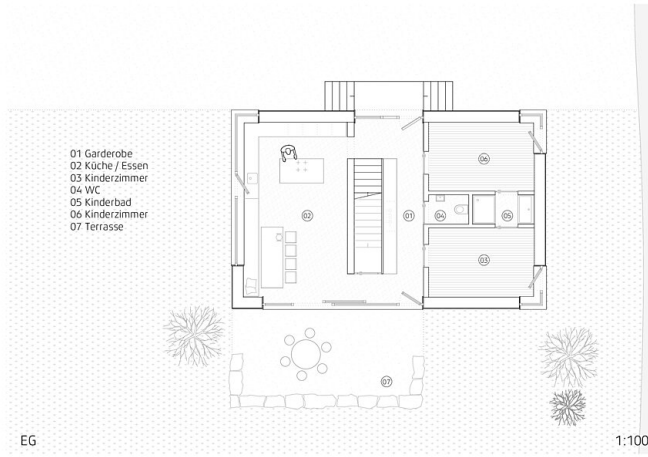 01 Garderobe
02 Küche / Essen
03 Kinderzimmer
04 WC
05 Kinderbad
06 Kinderzimmer
07 Terrasse
06
02
01
04
05
03
07
EG
1:100